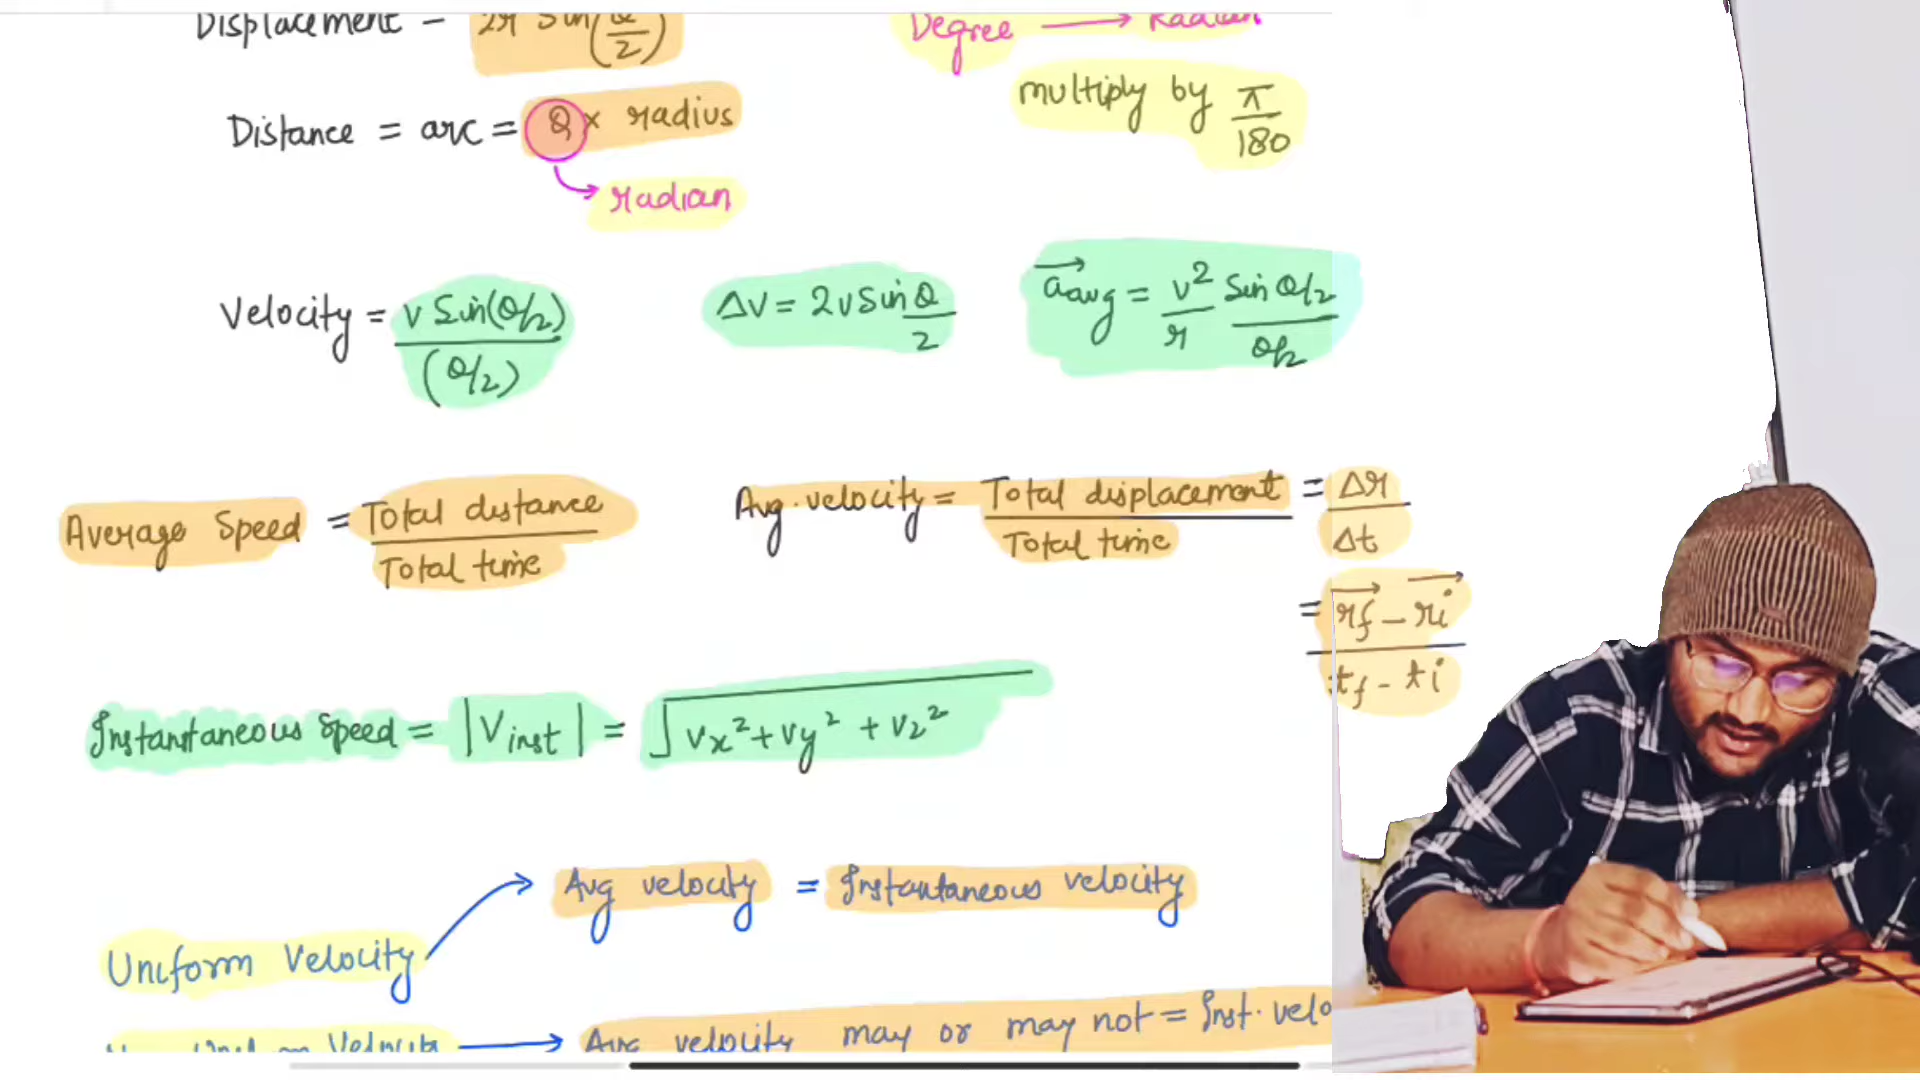 Displacement = 2r Sin(θ/2)
Degree → Radian
multiply by π/180
Distance = arc = θ × radius
radian
Velocity = v Sin(θ/2) / (θ/2)
Δv = 2v Sin θ/2
a⃗avg = v²/r Sin θ/2 / θ/2
Average Speed = Total distance / Total time
Avg. velocity = Total displacement / Total time = Δr / Δt
= r⃗f - r⃗i / tf - ti
Instantaneous Speed = |Vinst| = √vx² + vy² + vz²
Avg velocity = Instantaneous velocity
Uniform Velocity
Velocity → Avg velocity may or may not = Inst. velo